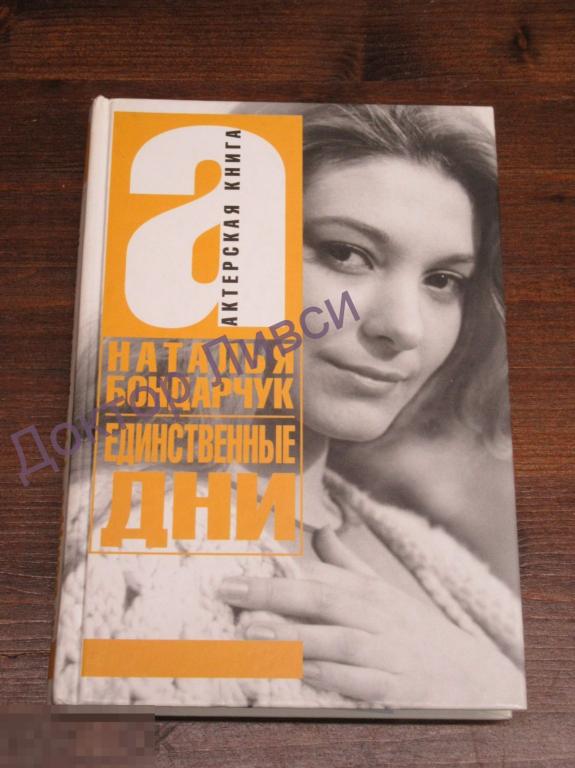 а
АКТЕРСКАЯ КНИГА
НАТАЛЬЯ
БОНДАРЧУК
ЕДИНСТВЕННЫЕ
ДНИ
Доктор Ливси